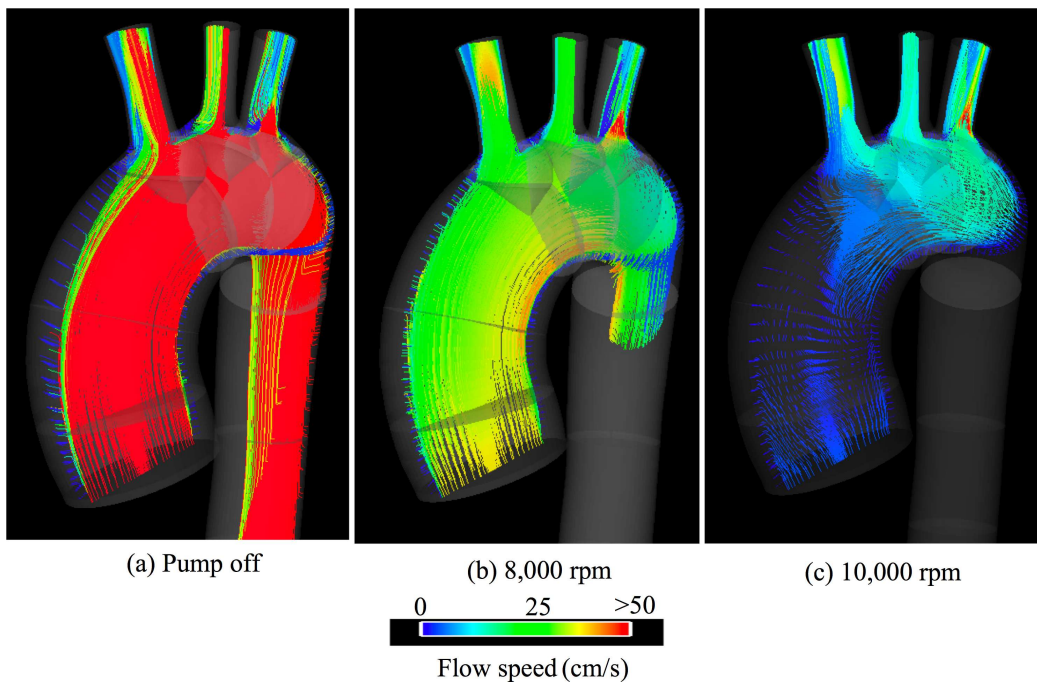 (a) Pump off
(b) 8,000 rpm
(c) 10,000 rpm
0 25 >50
Flow speed (cm/s)